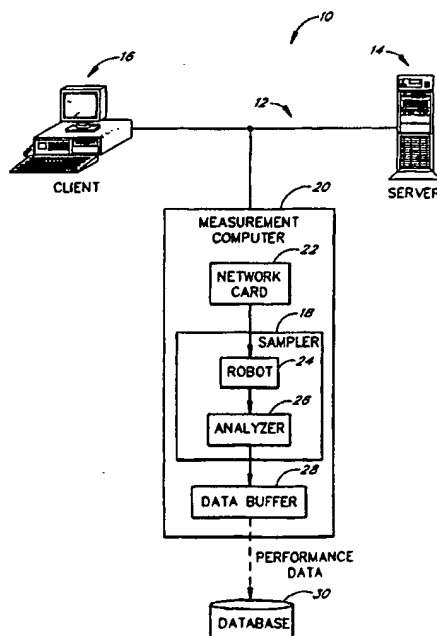 10
16
14
12
CLIENT
SERVER
20
MEASUREMENT
COMPUTER
22
NETWORK
CARD
18
SAMPLER
ROBOT
24
26
ANALYZER
28
DATA BUFFER
PERFORMANCE
DATA
30
DATABASE